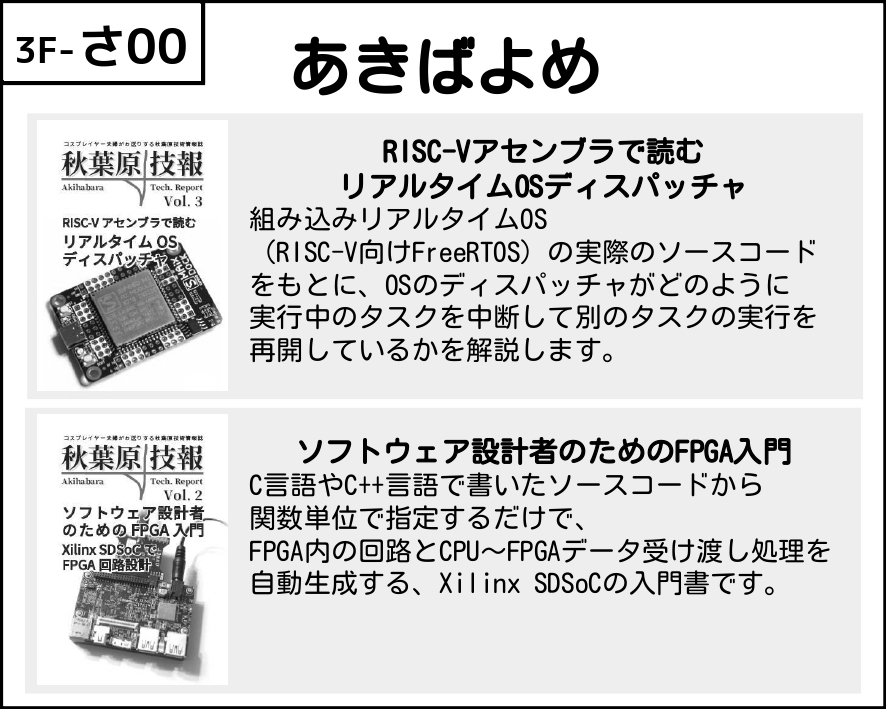 3F-さ00
あきばよめ
コスプレイヤー夫婦がお送りする秋葉原技術情報誌
秋葉原技報
Akihabara Tech. Report
Vol. 3
RISC-V アセンブラで読む
リアルタイム OS
ディスパッチャ
RISC-Vアセンブラで読む
リアルタイムOSディスパッチャ
組み込みリアルタイムOS
（RISC-V向けFreeRTOS）の実際のソースコード
をもとに、OSのディスパッチャがどのように
実行中のタスクを中断して別のタスクの実行を
再開しているかを解説します。
コスプレイヤー夫婦がお送りする秋葉原技術情報誌
秋葉原技報
Akihabara Tech. Report
Vol. 2
ソフトウェア設計者
のための FPGA 入門
Xilinx SDSoC で
FPGA 回路設計
ソフトウェア設計者のためのFPGA入門
C言語やC++言語で書いたソースコードから
関数単位で指定するだけで、
FPGA内の回路とCPU～FPGAデータ受け渡し処理を
自動生成する、Xilinx SDSoCの入門書です。